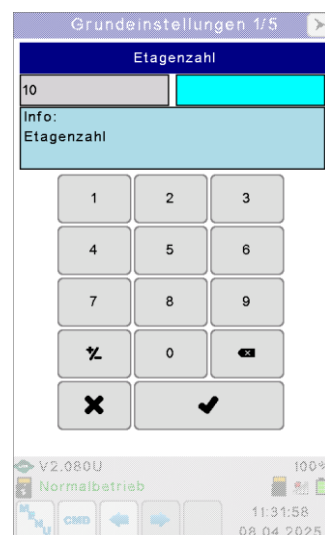 Grundeinstellungen 1/5
Etagenzahl
10
Info:
Etagenzahl
1 2 3
4 5 6
7 8 9
+/- 0
V2.080U 100%
Normalbetrieb
MENU CMD 11:31:58
08.04.2025